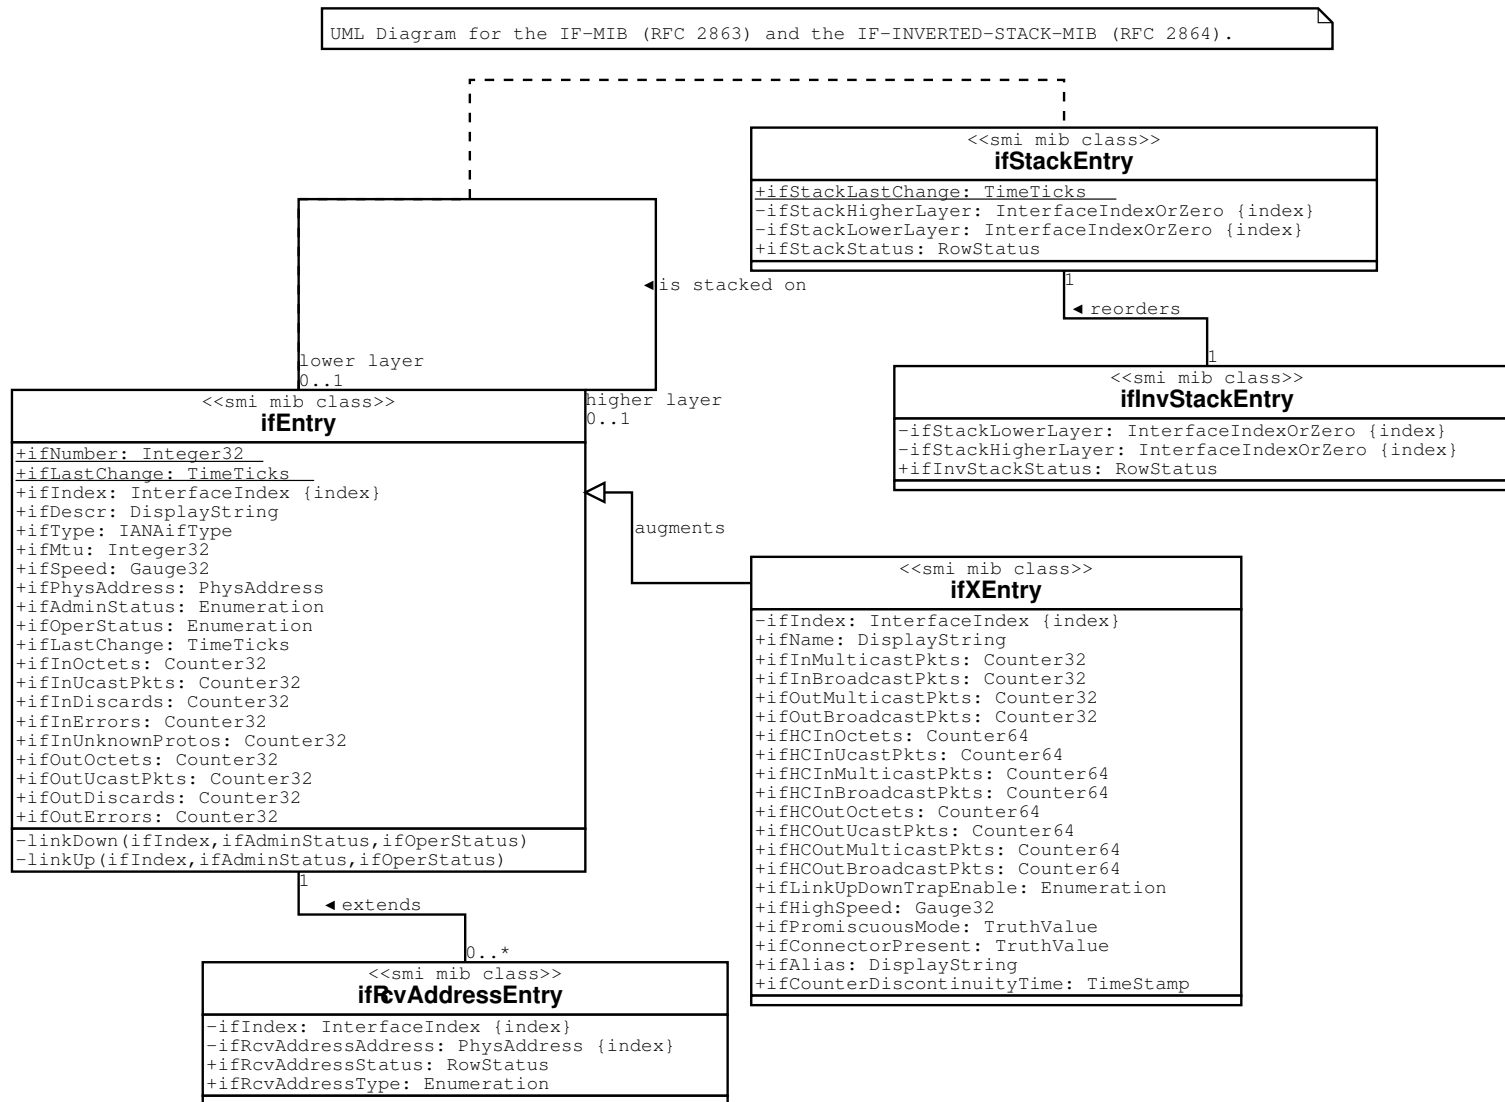 UML Diagram for the IF-MIB (RFC 2863) and the IF-INVERTED-STACK-MIB (RFC 2864).
<<smi mib class>>
ifStackEntry
+ifStackLastChange: TimeTicks
-ifStackHigherLayer: InterfaceIndexOrZero {index}
-ifStackLowerLayer: InterfaceIndexOrZero {index}
+ifStackStatus: RowStatus
1
◄ is stacked on
◄ reorders
1
lower layer
0..1
higher layer
0..1
<<smi mib class>>
ifInvStackEntry
-ifStackLowerLayer: InterfaceIndexOrZero {index}
-ifStackHigherLayer: InterfaceIndexOrZero {index}
+ifInvStackStatus: RowStatus
<<smi mib class>>
ifEntry
+ifNumber: Integer32
+ifLastChange: TimeTicks
+ifIndex: InterfaceIndex {index}
+ifDescr: DisplayString
+ifType: IANAifType
+ifMtu: Integer32
+ifSpeed: Gauge32
+ifPhysAddress: PhysAddress
+ifAdminStatus: Enumeration
+ifOperStatus: Enumeration
+ifLastChange: TimeTicks
+ifInOctets: Counter32
+ifInUcastPkts: Counter32
+ifInDiscards: Counter32
+ifInErrors: Counter32
+ifInUnknownProtos: Counter32
+ifOutOctets: Counter32
+ifOutUcastPkts: Counter32
+ifOutDiscards: Counter32
+ifOutErrors: Counter32
-linkDown(ifIndex,ifAdminStatus,ifOperStatus)
-linkUp(ifIndex,ifAdminStatus,ifOperStatus)
augments
<<smi mib class>>
ifXEntry
-ifIndex: InterfaceIndex {index}
+ifName: DisplayString
+ifInMulticastPkts: Counter32
+ifInBroadcastPkts: Counter32
+ifOutMulticastPkts: Counter32
+ifOutBroadcastPkts: Counter32
+ifHCInOctets: Counter64
+ifHCInUcastPkts: Counter64
+ifHCInMulticastPkts: Counter64
+ifHCInBroadcastPkts: Counter64
+ifHCOutOctets: Counter64
+ifHCOutUcastPkts: Counter64
+ifHCOutMulticastPkts: Counter64
+ifHCOutBroadcastPkts: Counter64
+ifLinkUpDownTrapEnable: Enumeration
+ifHighSpeed: Gauge32
+ifPromiscuousMode: TruthValue
+ifConnectorPresent: TruthValue
+ifAlias: DisplayString
+ifCounterDiscontinuityTime: TimeStamp
1
◄ extends
0..*
<<smi mib class>>
ifRcvAddressEntry
-ifIndex: InterfaceIndex {index}
-ifRcvAddressAddress: PhysAddress {index}
+ifRcvAddressStatus: RowStatus
+ifRcvAddressType: Enumeration